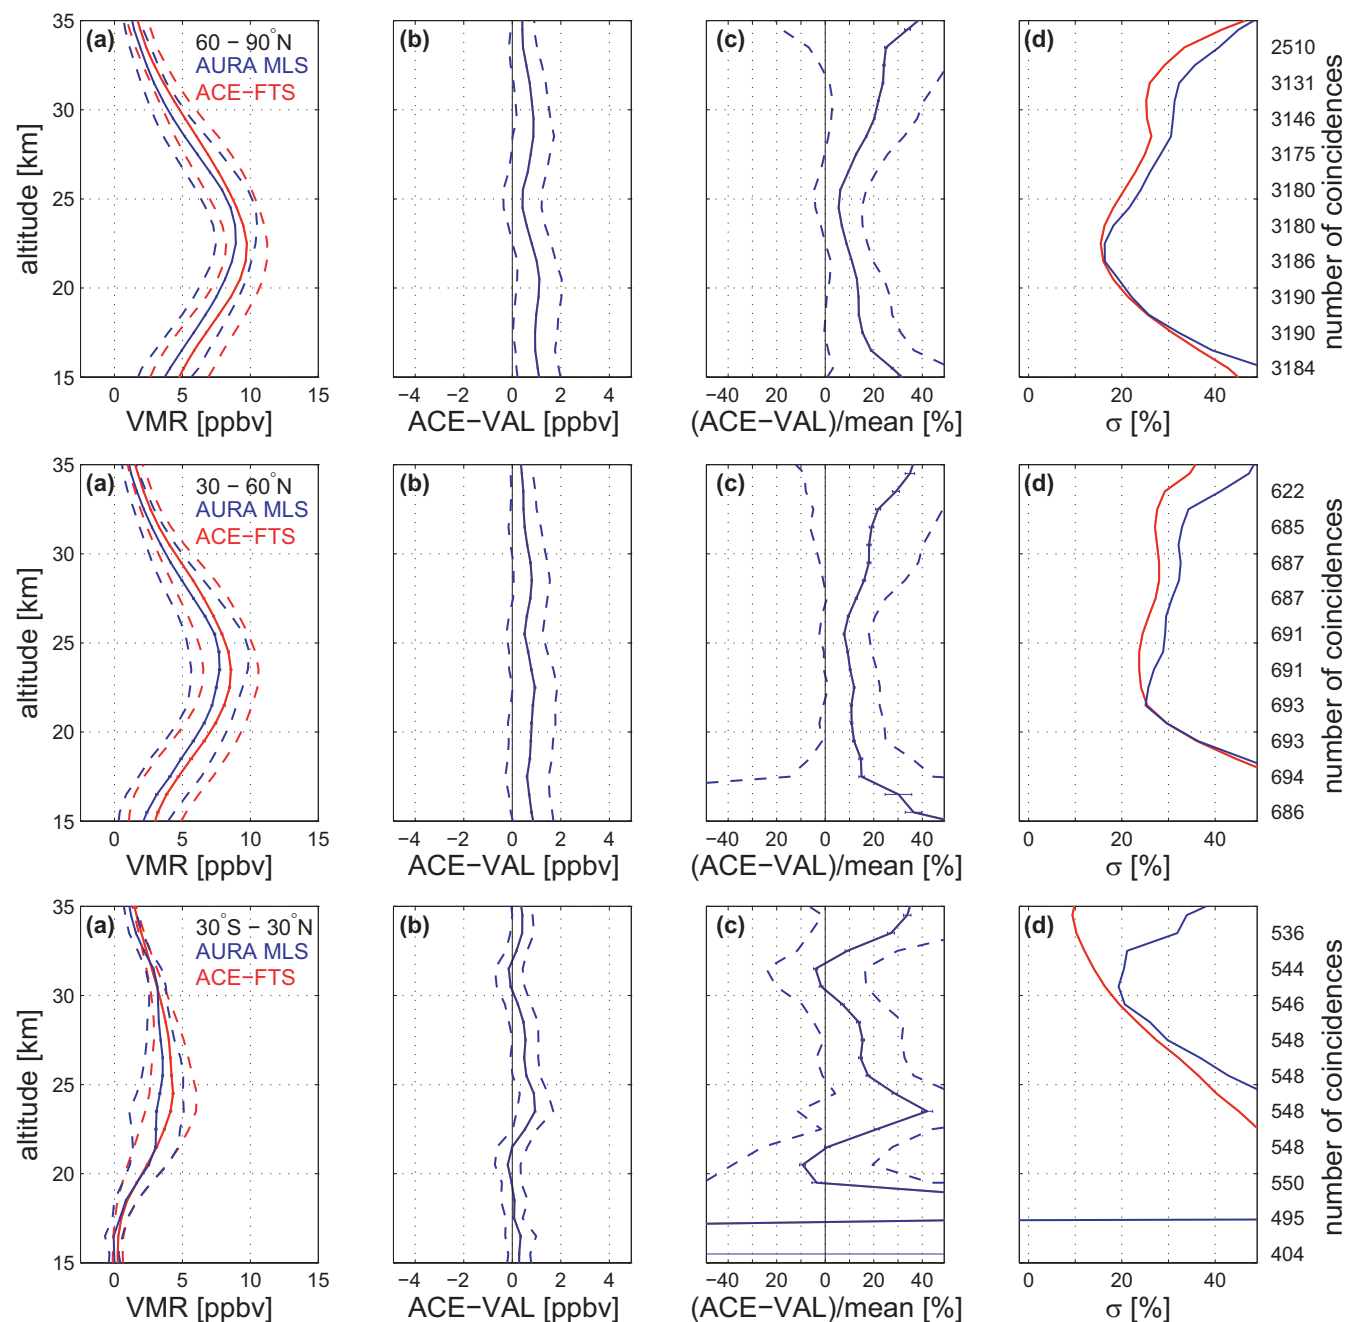 (a) 60 − 90°N
AURA MLS
ACE−FTS
(b)
(c)
(d)
35
30
25
20
15
altitude [km]
0 5 10 15
VMR [ppbv]
−4 −2 0 2 4
ACE−VAL [ppbv]
−40 −20 0 20 40
(ACE−VAL)/mean [%]
0 20 40
σ [%]
2510
3131
3146
3175
3180
3180
3186
3190
3190
3184
number of coincidences
(a) 30 − 60°N
AURA MLS
ACE−FTS
(b)
(c)
(d)
35
30
25
20
15
altitude [km]
0 5 10 15
VMR [ppbv]
−4 −2 0 2 4
ACE−VAL [ppbv]
−40 −20 0 20 40
(ACE−VAL)/mean [%]
0 20 40
σ [%]
622
685
687
687
691
691
693
693
694
686
number of coincidences
(a) 30°S − 30°N
AURA MLS
ACE−FTS
(b)
(c)
(d)
35
30
25
20
15
altitude [km]
0 5 10 15
VMR [ppbv]
−4 −2 0 2 4
ACE−VAL [ppbv]
−40 −20 0 20 40
(ACE−VAL)/mean [%]
0 20 40
σ [%]
536
544
546
548
548
548
548
550
495
404
number of coincidences